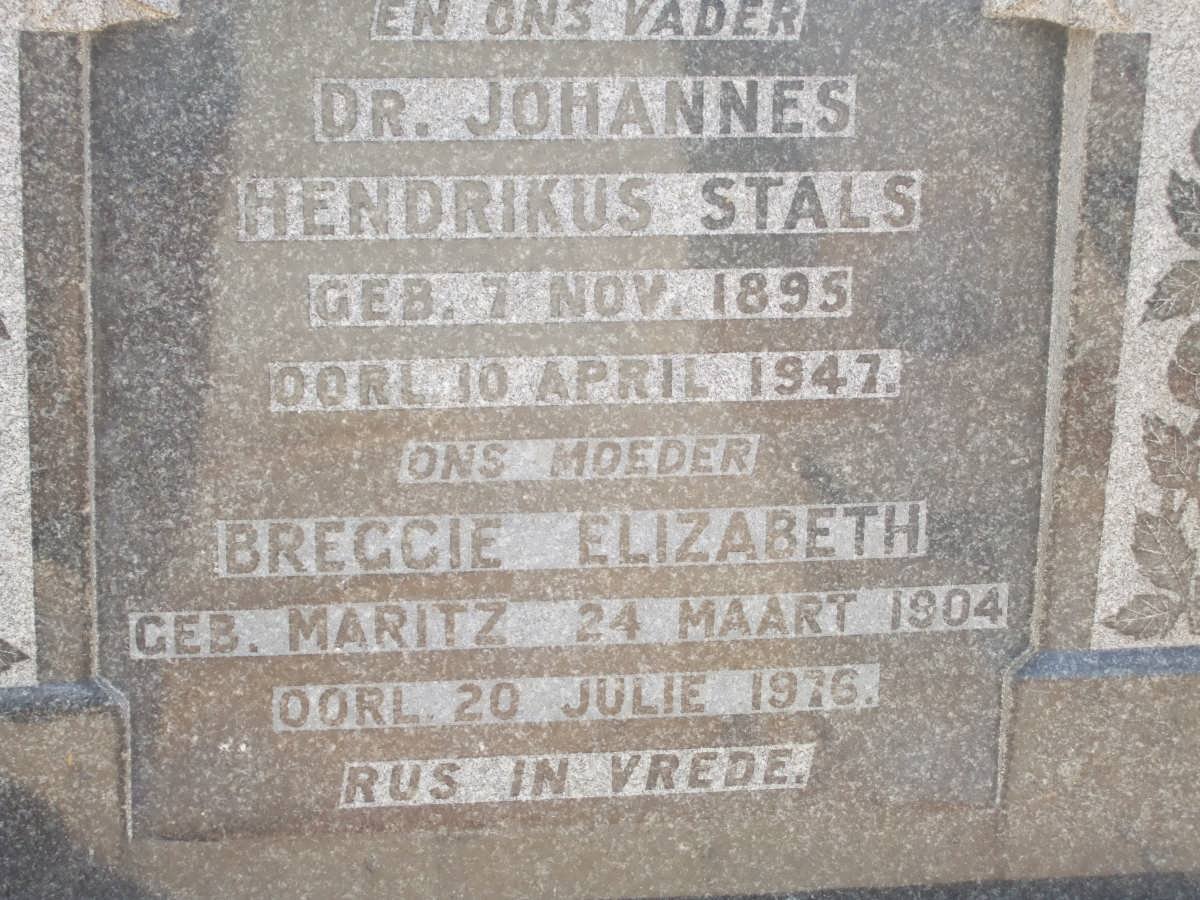 EN ONS VADER
DR. JOHANNES
HENDRIKUS STALS
GEB. 7 NOV. 1895
OORL. 10 APRIL 1947.
ONS MOEDER
BREGGIE ELIZABETH
GEB. MARITZ 24 MAART 1904
OORL. 20 JULIE 1976.
RUS IN VREDE.